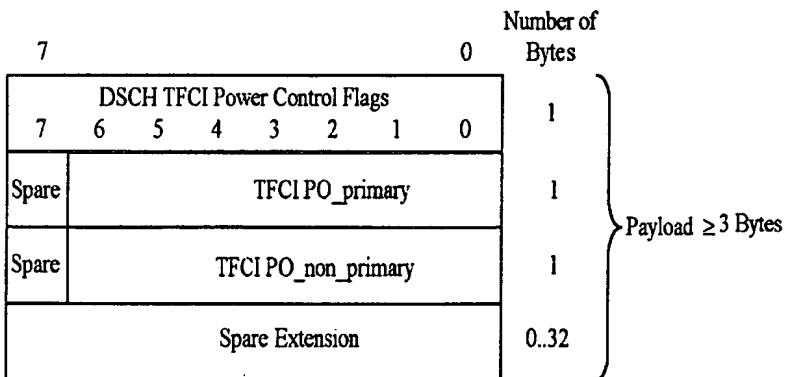 Number of
7 0 Bytes
DSCH TFCI Power Control Flags
7 6 5 4 3 2 1 0
1
Spare TFCI PO_primary 1
Payload ≥ 3 Bytes
Spare TFCI PO_non_primary 1
Spare Extension 0..32